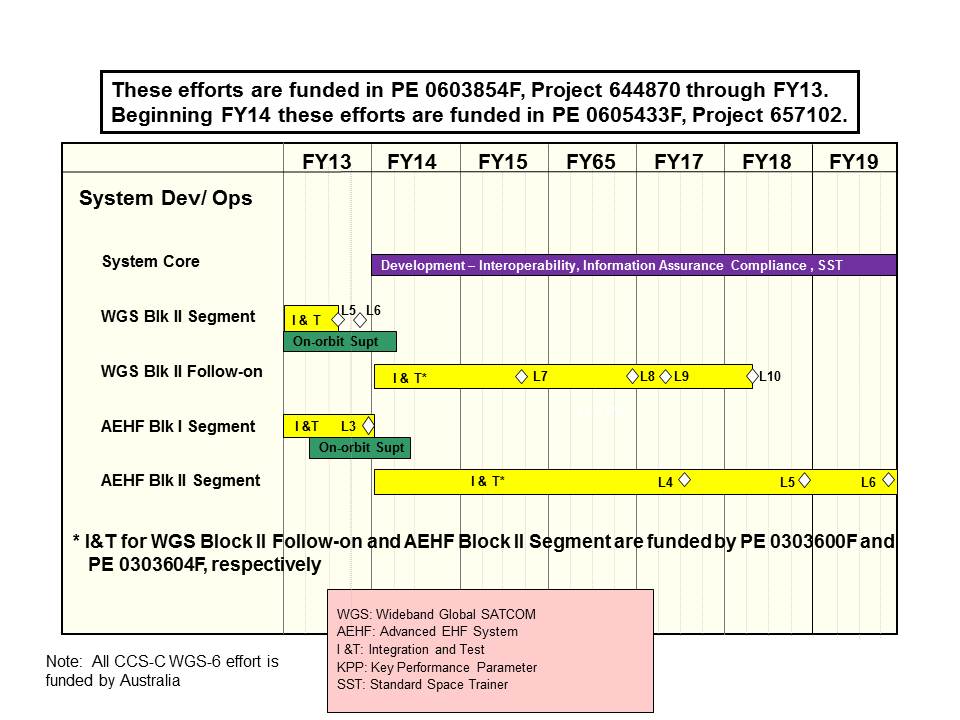 These efforts are funded in PE 0603854F, Project 644870 through FY13.
Beginning FY14 these efforts are funded in PE 0605433F, Project 657102.
FY13 FY14 FY15 FY65 FY17 FY18 FY19
System Dev/ Ops
System Core
Development – Interoperability, Information Assurance Compliance , SST
WGS Blk II Segment
I & T L5 L6
On-orbit Supt
WGS Blk II Follow-on
I & T* L7 L8 L9 L10
AEHF Blk I Segment
I &T L3
On-orbit Supt
AEHF Blk II Segment
I & T* L4 L5 L6
* I&T for WGS Block II Follow-on and AEHF Block II Segment are funded by PE 0303600F and
PE 0303604F, respectively
WGS: Wideband Global SATCOM
AEHF: Advanced EHF System
I &T: Integration and Test
KPP: Key Performance Parameter
SST: Standard Space Trainer
Note: All CCS-C WGS-6 effort is
funded by Australia